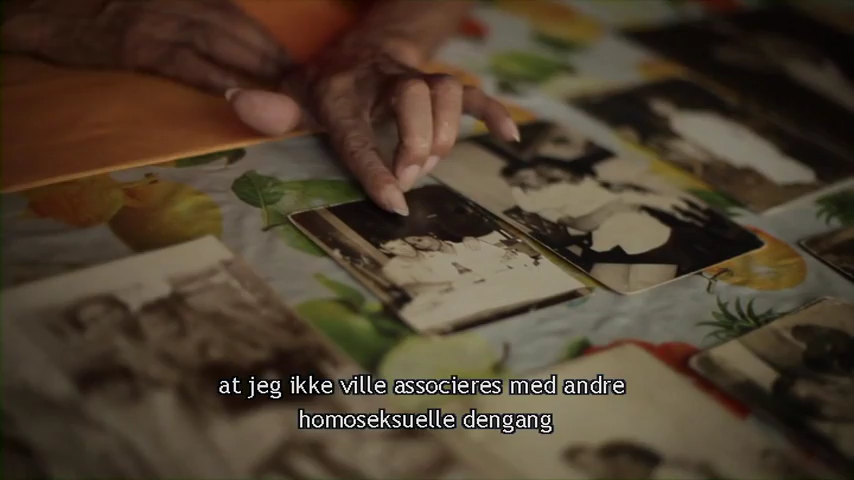 at jeg ikke ville associeres med andre
homoseksuelle dengang